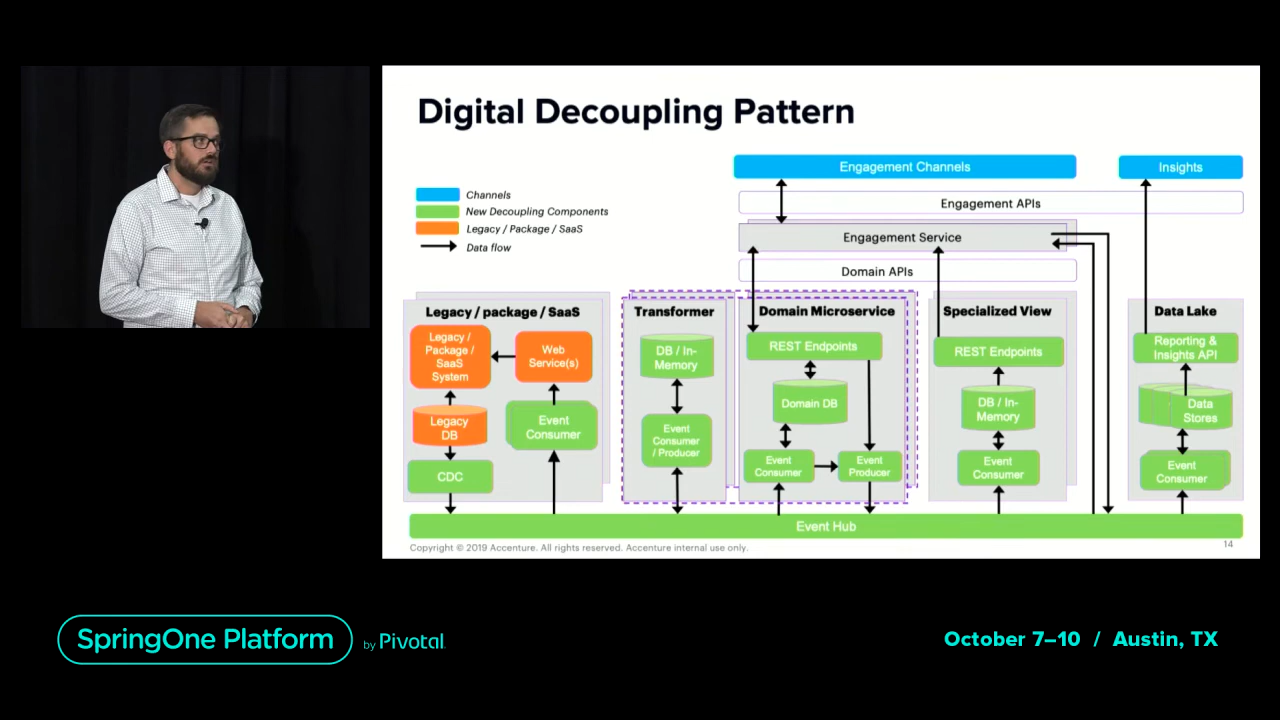 Digital Decoupling Pattern
Engagement Channels
Insights
Channels
New Decoupling Components
Legacy / Package / SaaS
Data flow
Engagement APIs
Engagement Service
Domain APIs
Legacy / package / SaaS
Legacy /
Package /
SaaS
System
Web
Service(s)
Legacy
DB
Event
Consumer
CDC
Transformer
DB / In-
Memory
Event
Consumer
/ Producer
Domain Microservice
REST Endpoints
Domain DB
Event
Consumer
Event
Producer
Specialized View
REST Endpoints
DB / In-
Memory
Event
Consumer
Data Lake
Reporting &
Insights API
Data
Stores
Event
Consumer
Event Hub
Copyright © 2019 Accenture. All rights reserved. Accenture internal use only.
14
SpringOne Platform
by Pivotal
October 7–10 / Austin, TX